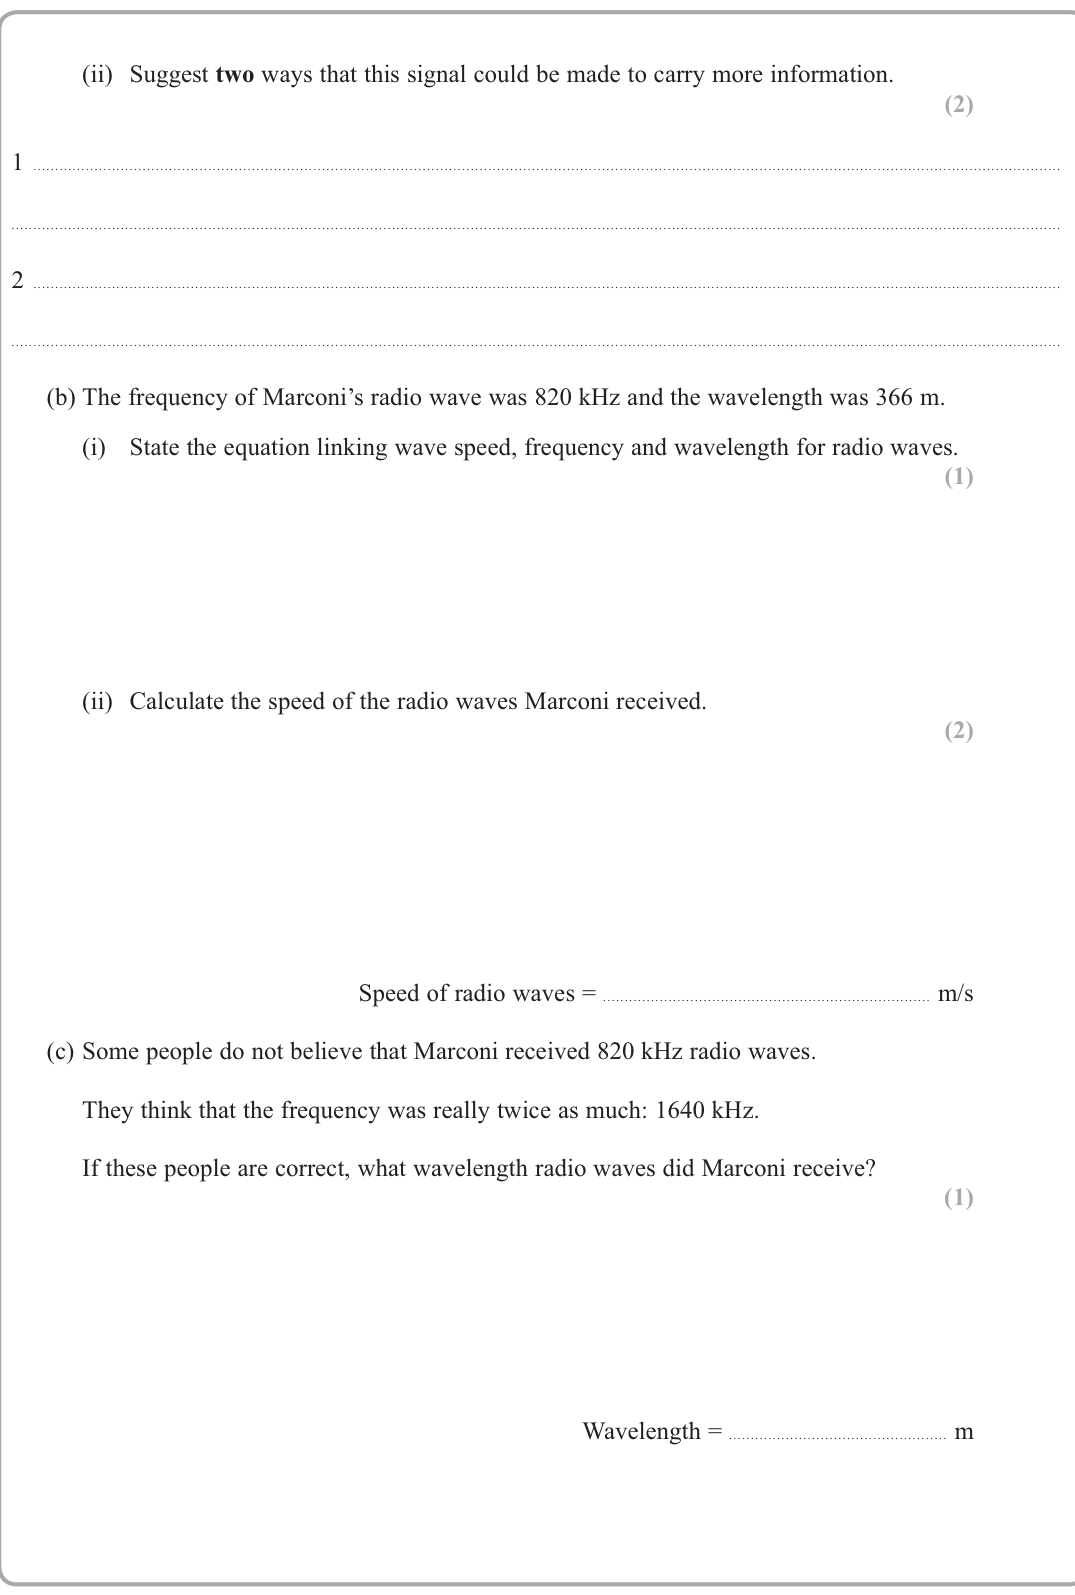 (ii) Suggest two ways that this signal could be made to carry more information.
(2)
1
2
(b) The frequency of Marconi's radio wave was 820 kHz and the wavelength was 366 m.
(i) State the equation linking wave speed, frequency and wavelength for radio waves.
(1)
(ii) Calculate the speed of the radio waves Marconi received.
(2)
Speed of radio waves = ........................................ m/s
(c) Some people do not believe that Marconi received 820 kHz radio waves.
They think that the frequency was really twice as much: 1640 kHz.
If these people are correct, what wavelength radio waves did Marconi receive?
(1)
Wavelength = ........................................ m